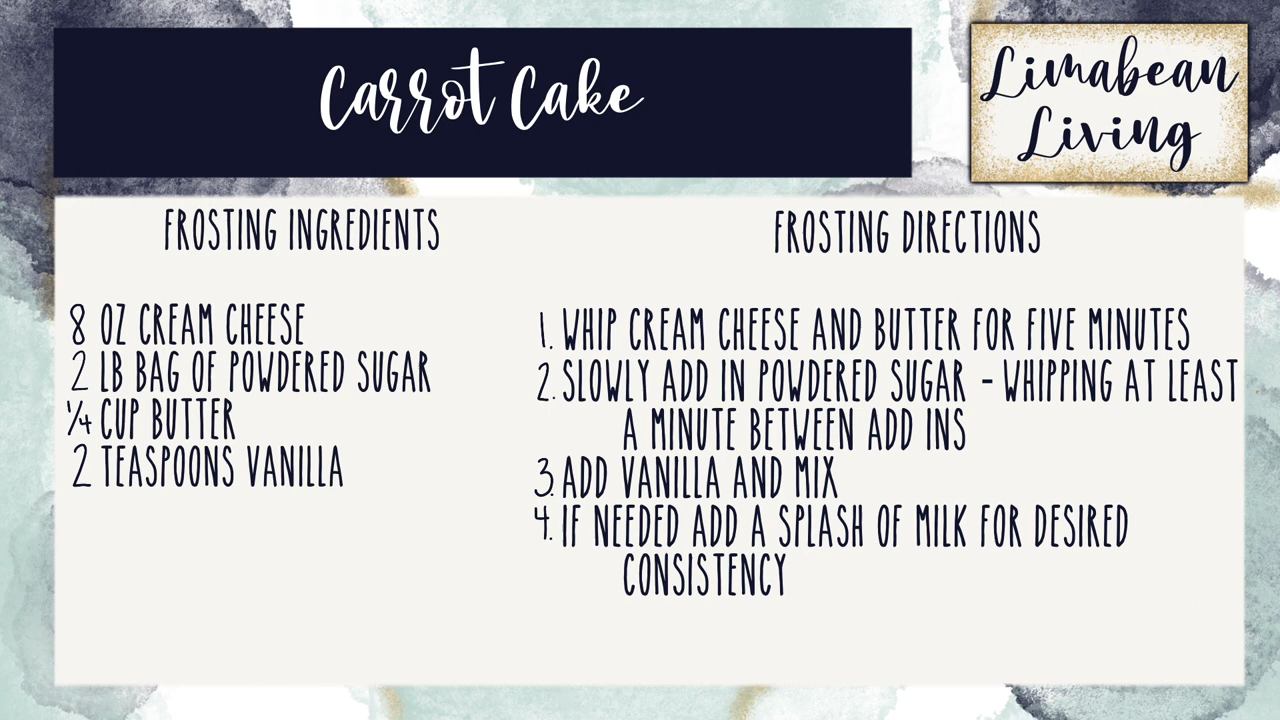 Carrot Cake
Limabean
Living
FROSTING INGREDIENTS
8 OZ CREAM CHEESE
2 LB BAG OF POWDERED SUGAR
¼ CUP BUTTER
2 TEASPOONS VANILLA
FROSTING DIRECTIONS
1. WHIP CREAM CHEESE AND BUTTER FOR FIVE MINUTES
2. SLOWLY ADD IN POWDERED SUGAR - WHIPPING AT LEAST
A MINUTE BETWEEN ADD INS
3. ADD VANILLA AND MIX
4. IF NEEDED ADD A SPLASH OF MILK FOR DESIRED
CONSISTENCY